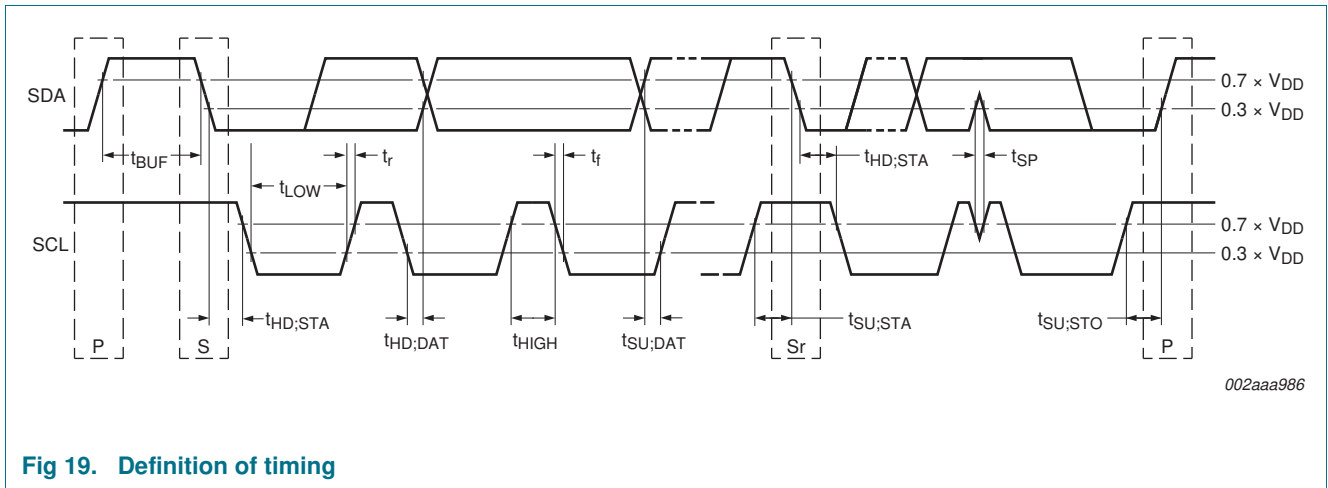 SDA
0.7 × VDD
0.3 × VDD
tBUF
tr
tf
tHD;STA
tSP
tLOW
SCL
0.7 × VDD
0.3 × VDD
tHD;STA
tHD;DAT
tHIGH
tSU;DAT
tSU;STA
tSU;STO
P
S
Sr
P
002aaa986
Fig 19. Definition of timing